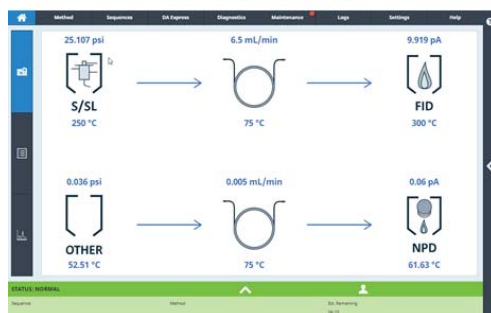 Method Sequences DA Express Diagnostics Maintenance Logs Settings Help
25.107 psi 6.5 mL/min 9.919 pA
S/SL FID
250 °C 75 °C 300 °C
0.036 psi 0.005 mL/min 0.06 pA
OTHER NPD
52.51 °C 75 °C 61.63 °C
STATUS: NORMAL
Sequence Method Est. Remaining